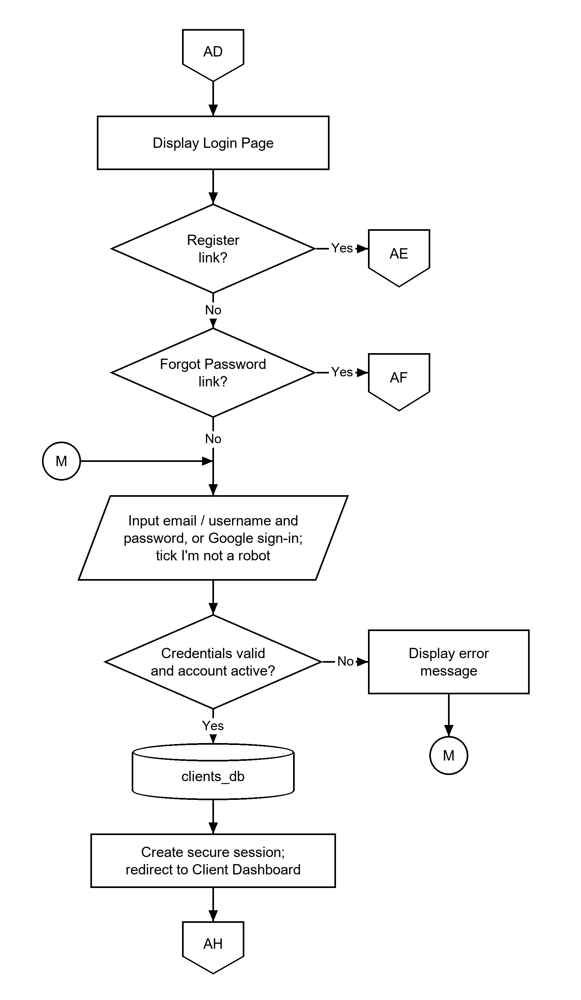 AD
Display Login Page
Register
link?
Yes
AE
No
Forgot Password
link?
Yes
AF
No
M
Input email / username and
password, or Google sign-in;
tick I'm not a robot
Credentials valid
and account active?
No
Display error
message
Yes
M
clients_db
Create secure session;
redirect to Client Dashboard
AH